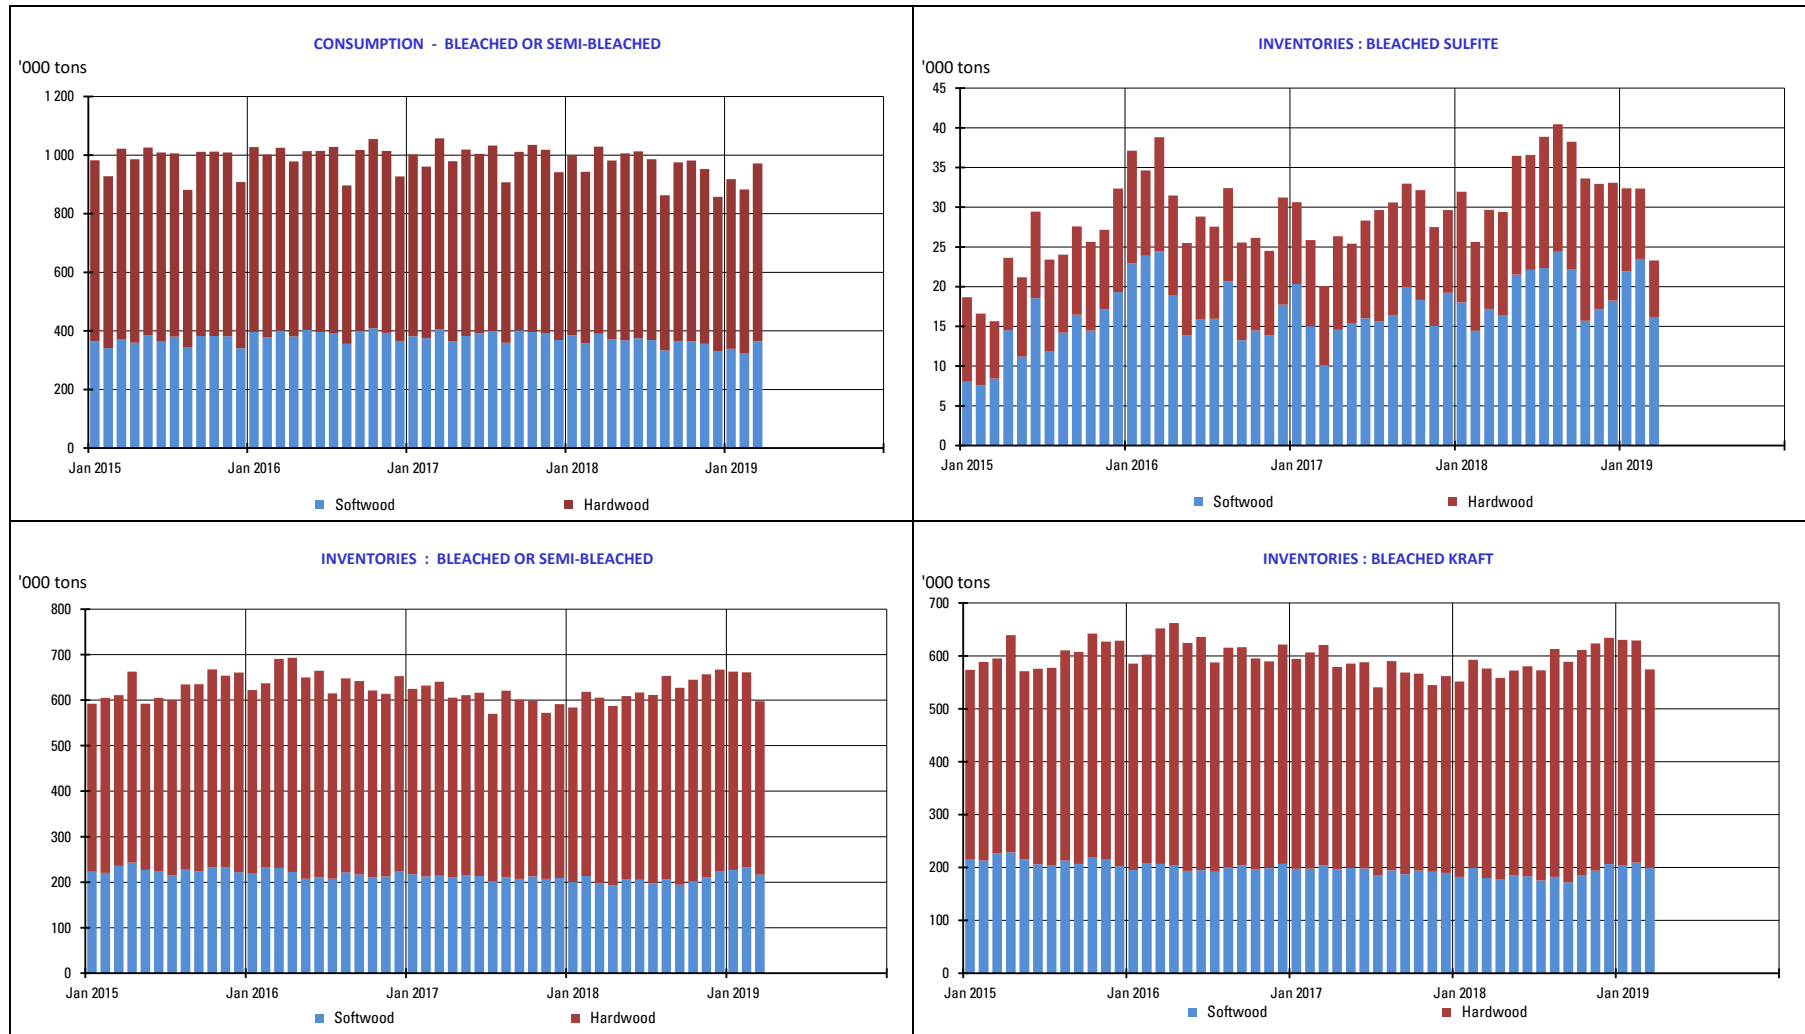 CONSUMPTION - BLEACHED OR SEMI-BLEACHED
'000 tons
1 200
1 000
800
600
400
200
0
Jan 2015 Jan 2016 Jan 2017 Jan 2018 Jan 2019
Softwood Hardwood
INVENTORIES : BLEACHED SULFITE
'000 tons
45
40
35
30
25
20
15
10
5
0
Jan 2015 Jan 2016 Jan 2017 Jan 2018 Jan 2019
Softwood Hardwood
INVENTORIES : BLEACHED OR SEMI-BLEACHED
'000 tons
800
700
600
500
400
300
200
100
0
Jan 2015 Jan 2016 Jan 2017 Jan 2018 Jan 2019
Softwood Hardwood
INVENTORIES : BLEACHED KRAFT
'000 tons
700
600
500
400
300
200
100
0
Jan 2015 Jan 2016 Jan 2017 Jan 2018 Jan 2019
Softwood Hardwood